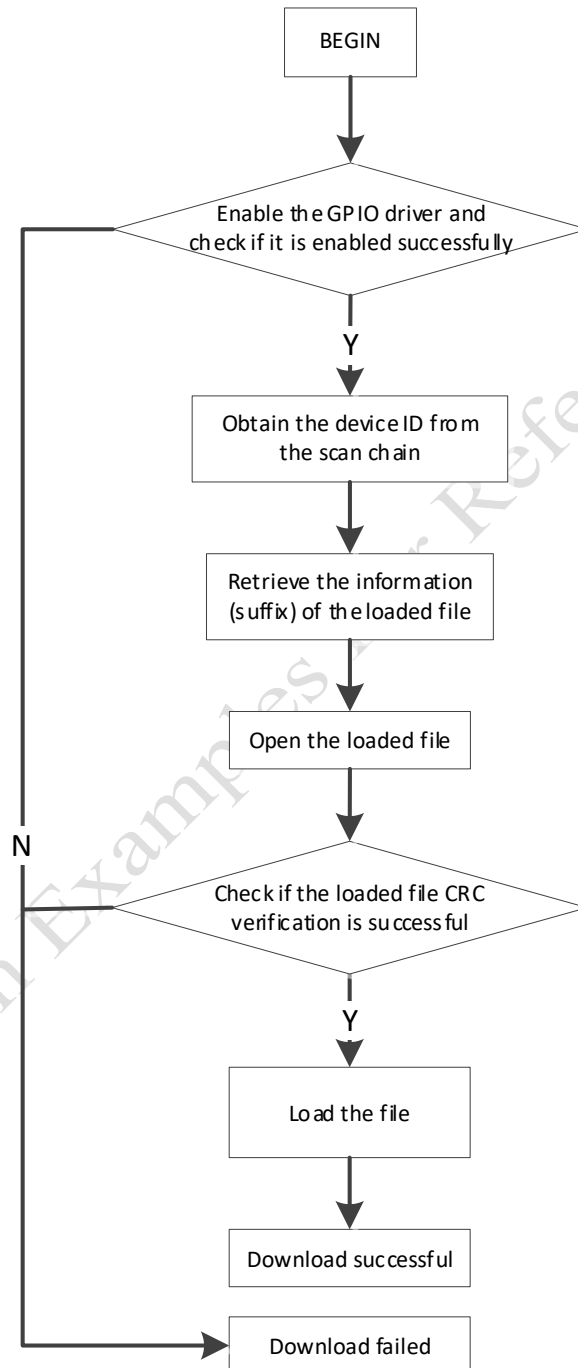 BEGIN
Enable the GPIO driver and
check if it is enabled successfully
Y
Obtain the device ID from
the scan chain
Retrieve the information
(suffix) of the loaded file
Open the loaded file
N
Check if the loaded file CRC
verification is successful
Y
Load the file
Download successful
Download failed
Examples